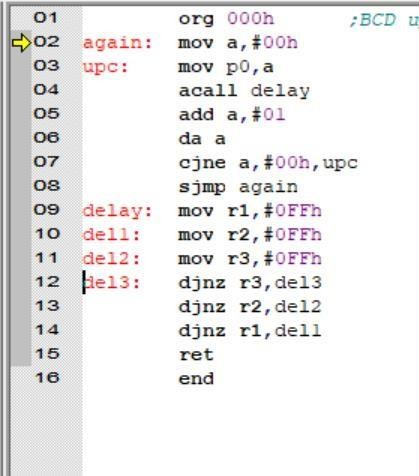 01 org 000h ;BCD u
02 again: mov a,#00h
03 upc: mov p0,a
04 acall delay
05 add a,#01
06 da a
07 cjne a,#00h,upc
08 sjmp again
09 delay: mov r1,#0FFh
10 del1: mov r2,#0FFh
11 del2: mov r3,#0FFh
12 del3: djnz r3,del3
13 djnz r2,del2
14 djnz r1,del1
15 ret
16 end